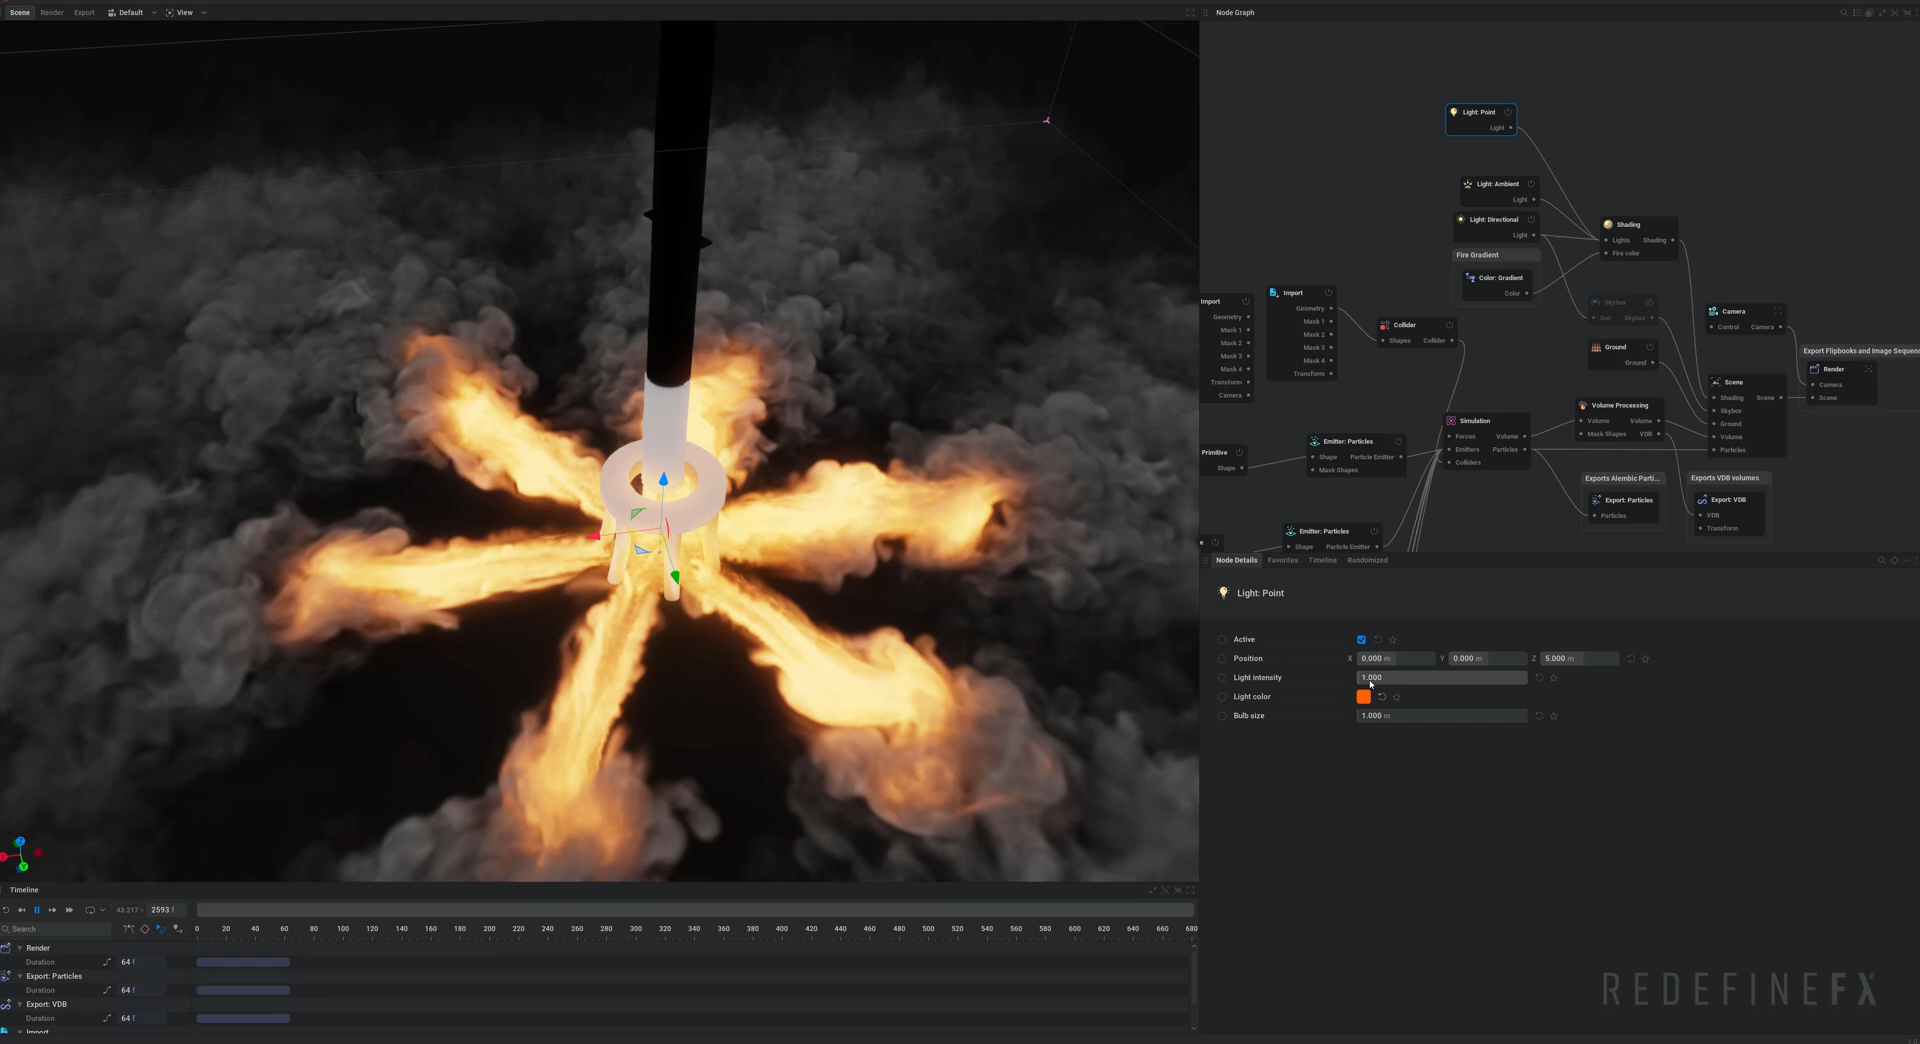 Scene Render Export Default View
Node Graph
Light: Point
Light
Light: Ambient
Light
Light: Directional
Light
Fire Gradient
Color: Gradient
Color
Shading
Lights Shading
Fire color
Import
Geometry
Mask 1
Mask 2
Mask 3
Mask 4
Transform
Camera
Import
Geometry
Mask 1
Mask 2
Mask 3
Mask 4
Transform
Collider
Shapes Collider
Skybox
Sun Skybox
Ground
Ground
Camera
Control Camera
Export Flipbooks and Image Sequenc
Render
Camera
Scene
Scene
Shading Scene
Skybox
Ground
Volume
Particles
Volume Processing
Volume Volume
Mask Shapes VDB
Simulation
Forces Volume
Emitters Particles
Colliders
Primitive
Shape
Emitter: Particles
Shape Particle Emitter
Mask Shapes
Emitter: Particles
Shape Particle Emitter
Exports Alembic Parti...
Export: Particles
Particles
Exports VDB volumes
Export: VDB
VDB
Transform
Node Details Favorites Timeline Randomized
Light: Point
Active
Position X 0.000 m Y 0.000 m Z 5.000 m
Light intensity 1.000
Light color
Bulb size 1.000 m
Z
X
Y
Timeline
43.217 s 2593 f
Search
0 20 40 60 80 100 120 140 160 180 200 220 240 260 280 300 320 340 360 380 400 420 440 460 480 500 520 540 560 580 600 620 640 660 680
Render
Duration 64 f
Export: Particles
Duration 64 f
Export: VDB
Duration 64 f
Import
REDEFINEFX